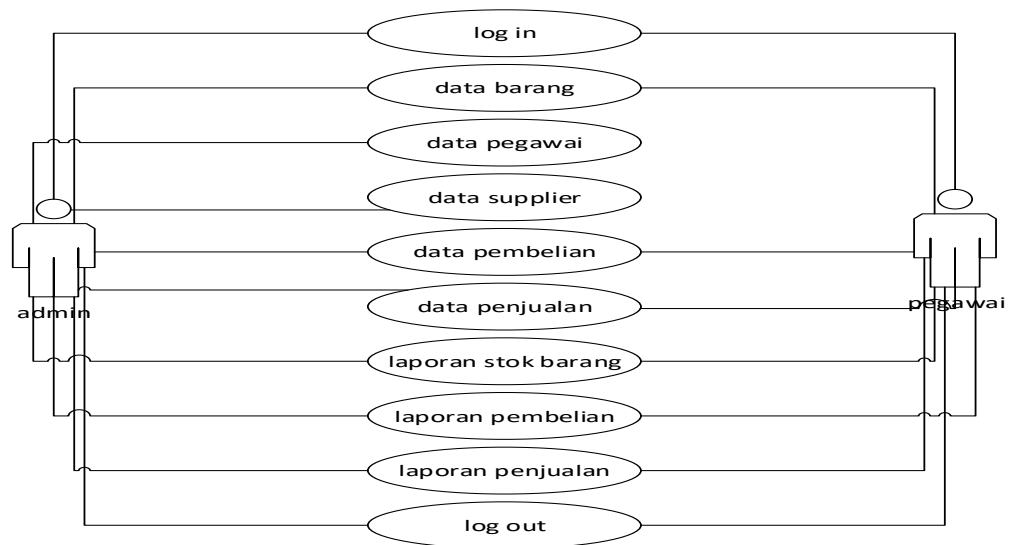 log in
data barang
data pegawai
data supplier
data pembelian
data penjualan
admin
pegawai
laporan stok barang
laporan pembelian
laporan penjualan
log out